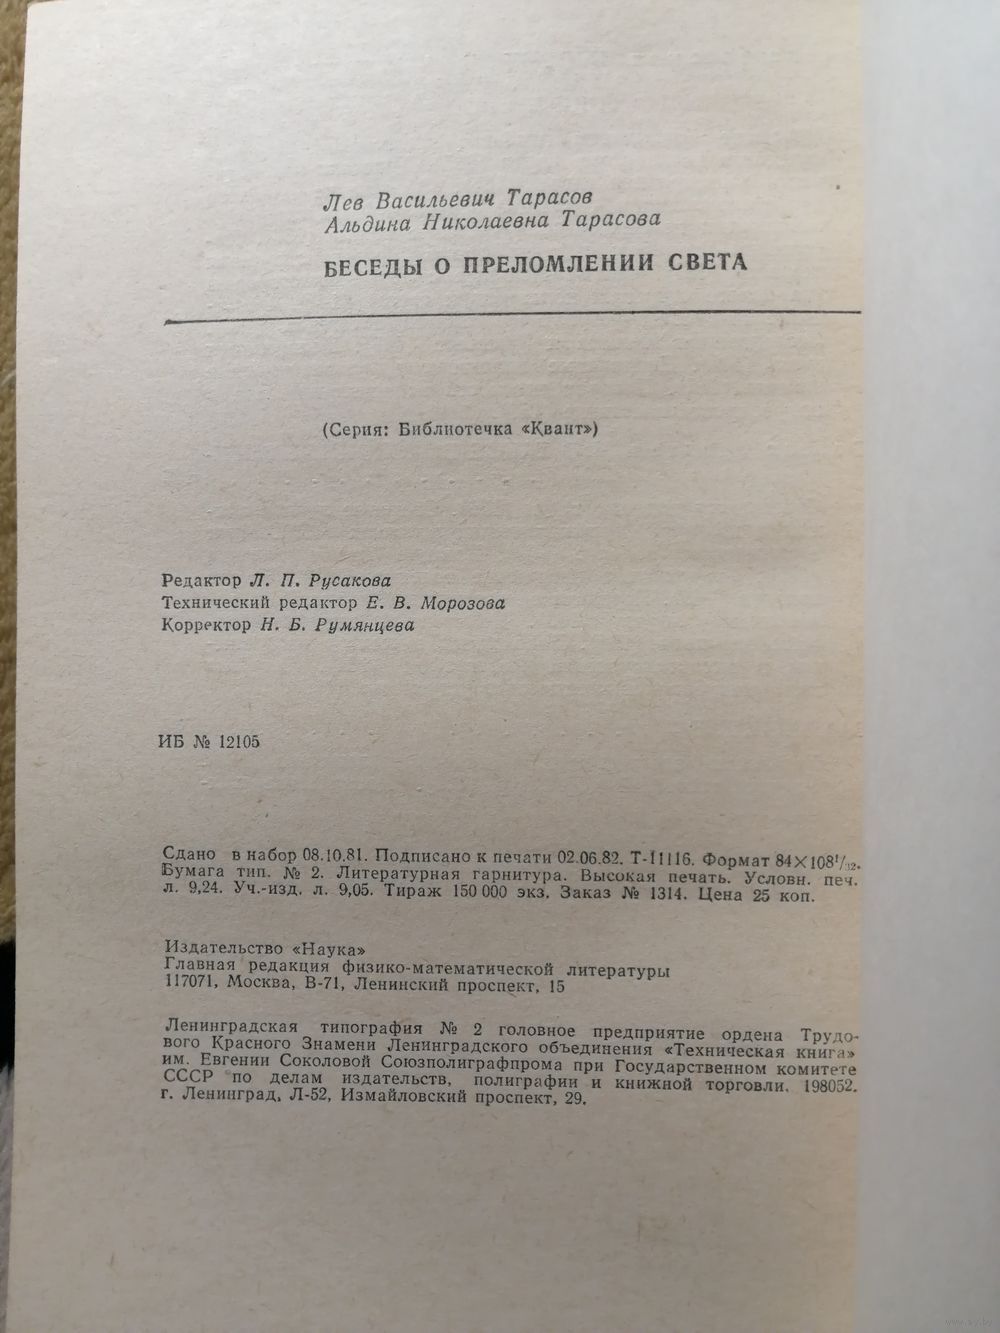 Лев Васильевич Тарасов
Альдина Николаевна Тарасова
БЕСЕДЫ О ПРЕЛОМЛЕНИИ СВЕТА
(Серия: Библиотечка «Квант»)
Редактор Л. П. Русакова
Технический редактор Е. В. Морозова
Корректор Н. Б. Румянцева
ИБ № 12105
Сдано в набор 08.10.81. Подписано к печати 02.06.82. Т-11116. Формат 84×108¹/₃₂.
Бумага тип. № 2. Литературная гарнитура. Высокая печать. Условн. печ.
л. 9,24. Уч.-изд. л. 9,05. Тираж 150 000 экз. Заказ № 1314. Цена 25 коп.
Издательство «Наука»
Главная редакция физико-математической литературы
117071, Москва, В-71, Ленинский проспект, 15
Ленинградская типография № 2 головное предприятие ордена Трудо-
вого Красного Знамени Ленинградского объединения «Техническая книга»
им. Евгении Соколовой Союзполиграфпрома при Государственном комитете
СССР по делам издательств, полиграфии и книжной торговли. 198052.
г. Ленинград, Л-52, Измайловский проспект, 29.